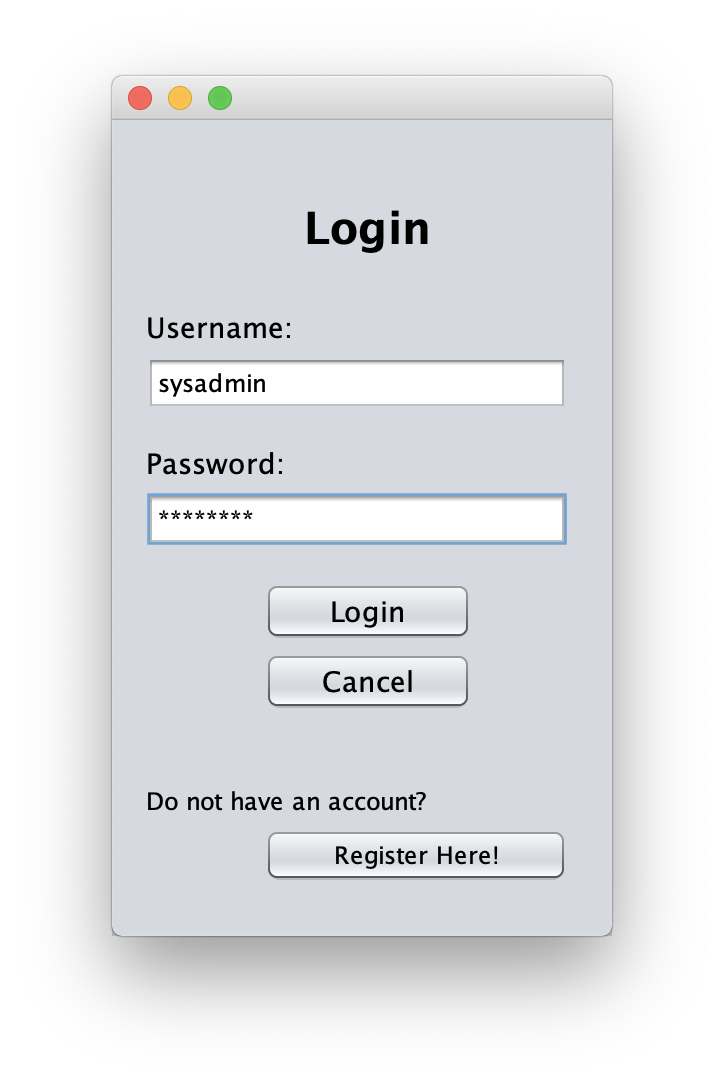 Login
Username:
sysadmin
Password:
********
Login
Cancel
Do not have an account?
Register Here!